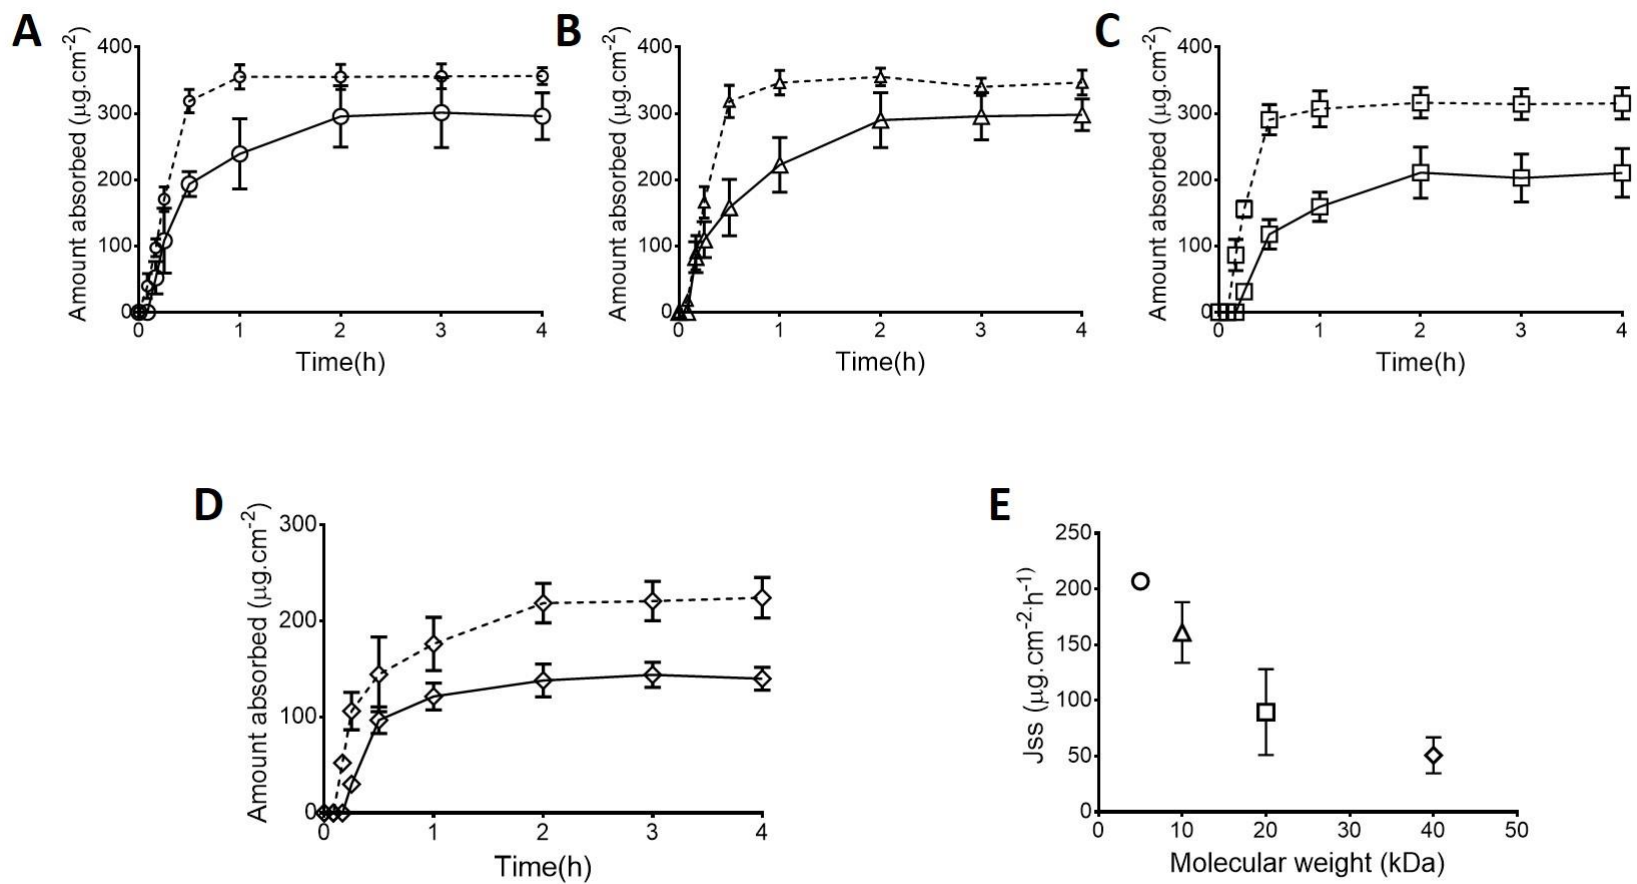 A
Amount absorbed (µg.cm⁻²)
400
300
200
100
0
0 1 2 3 4
Time(h)
B
Amount absorbed (µg.cm⁻²)
400
300
200
100
0
0 1 2 3 4
Time(h)
C
Amount absorbed (µg.cm⁻²)
400
300
200
100
0
0 1 2 3 4
Time(h)
D
Amount absorbed (µg.cm⁻²)
300
200
100
0
0 1 2 3 4
Time(h)
E
Jss (µg.cm⁻²·h⁻¹)
250
200
150
100
50
0
0 10 20 30 40 50
Molecular weight (kDa)